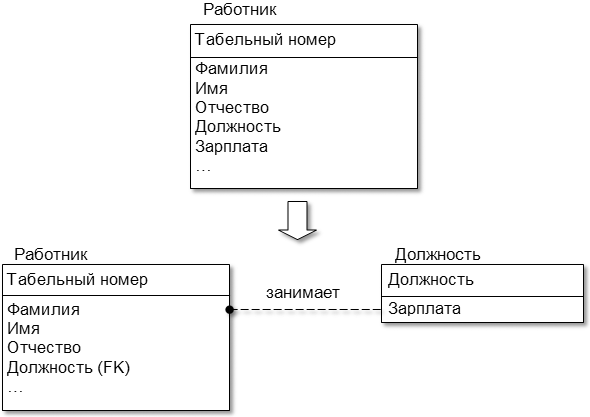 Работник
Табельный номер
Фамилия
Имя
Отчество
Должность
Зарплата
...
Работник
Табельный номер
Фамилия
Имя
Отчество
Должность (FK)
...
занимает
Должность
Должность
Зарплата